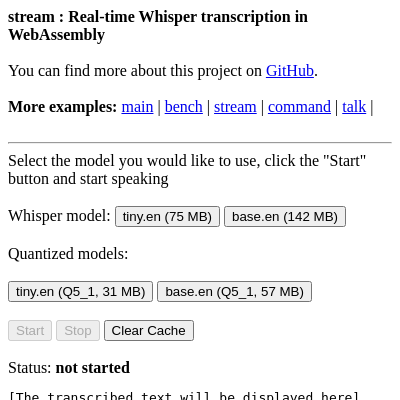 stream : Real-time Whisper transcription in
WebAssembly
You can find more about this project on GitHub.
More examples: main | bench | stream | command | talk |
Select the model you would like to use, click the "Start"
button and start speaking
Whisper model: tiny.en (75 MB) base.en (142 MB)
Quantized models:
tiny.en (Q5_1, 31 MB) base.en (Q5_1, 57 MB)
Start Stop Clear Cache
Status: not started
[The transcribed text will be displayed here]